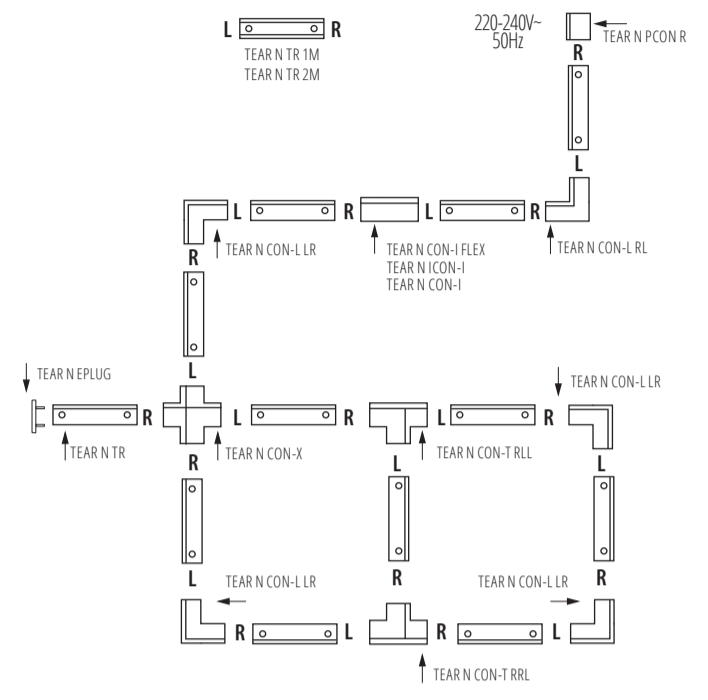 L R
TEAR N TR 1M
TEAR N TR 2M
220-240V~
50Hz
TEAR N PCON R
R
L
L R L R
TEAR N CON-L LR
TEAR N CON-I FLEX
TEAR N ICON-I
TEAR N CON-I
TEAR N CON-L RL
R
L
TEAR N EPLUG
TEAR N CON-L LR
R L R L R
TEAR N TR
TEAR N CON-X
TEAR N CON-T RLL
R L L
L R R
TEAR N CON-L LR
TEAR N CON-L LR
R L R L
TEAR N CON-T RRL